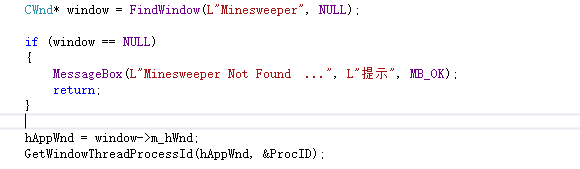 CWnd* window = FindWindow(L"Minesweeper", NULL);
if (window == NULL)
{
MessageBox(L"Minesweeper Not Found  ...", L"提示", MB_OK);
return;
}
hAppWnd = window->m_hWnd;
GetWindowThreadProcessId(hAppWnd, &ProcID);